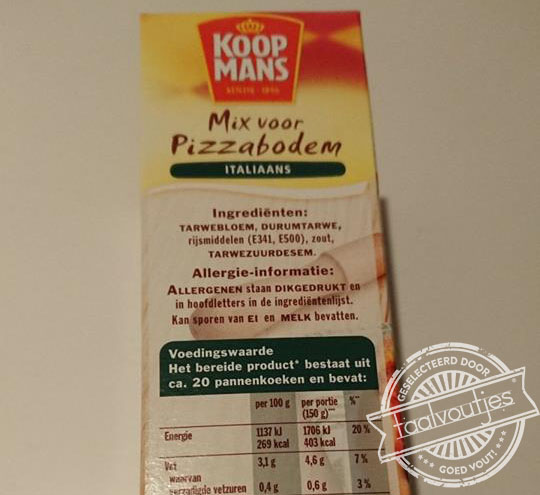 KOOP
MANS
Mix voor
Pizzabodem
ITALIAANS
Ingrediënten:
TARWEBLOEM, DURUMTARWE,
rijsmiddelen (E341, E500), zout,
TARWEZUURDESEM.
Allergie-informatie:
ALLERGENEN staan DIKGEDRUKT en
in hoofdletters in de ingrediëntenlijst.
Kan sporen van EI en MELK bevatten.
Voedingswaarde
Het bereide product* bestaat uit
ca. 20 pannenkoeken en bevat:
per 100 g per portie (150 g)*** %**
Energie 1137 kJ 1706 kJ 20 %
269 kcal 403 kcal
Vet 3,1 g 4,6 g 7 %
waarvan
verzadigde vetzuren 0,4 g 0,6 g 3 %
GESELECTEERD DOOR
taalvoutjes
GOED VOUT!